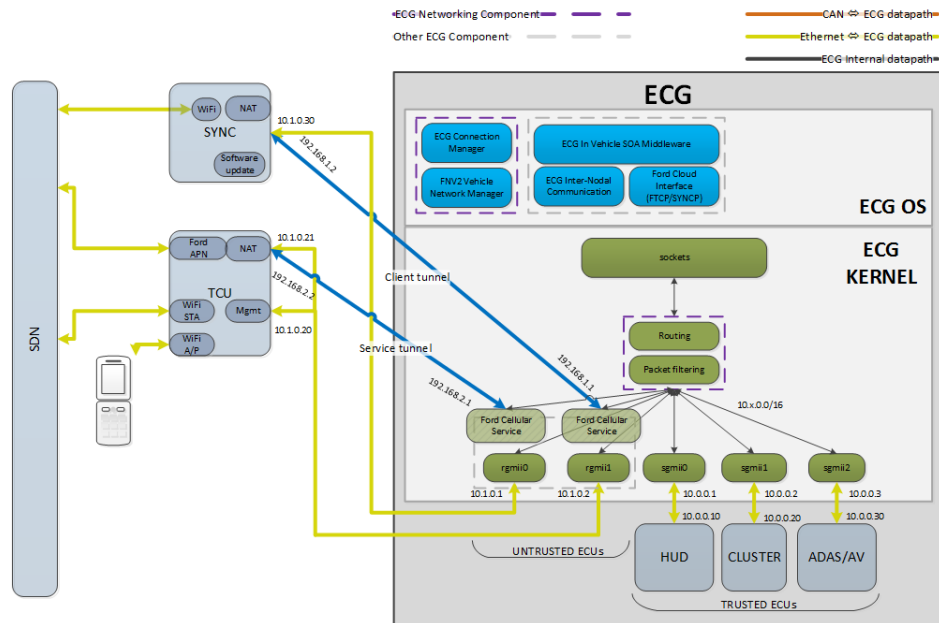 ECG Networking Component
Other ECG Component
CAN ⇔ ECG datapath
Ethernet ⇔ ECG datapath
ECG Internal datapath
SDN
WiFi
NAT
SYNC
Software
update
10.1.0.30
192.168.1.2
Ford
APN
NAT
TCU
WiFi
STA
Mgmt
WiFi
A/P
10.1.0.21
192.168.2.2
10.1.0.20
Client tunnel
Service tunnel
192.168.2.1
192.168.1.1
ECG
ECG Connection
Manager
FNV2 Vehicle
Network Manager
ECG In Vehicle SOA Middleware
ECG Inter-Nodal
Communication
Ford Cloud
Interface
(FTCP/SYNCP)
ECG OS
ECG
KERNEL
sockets
Routing
Packet filtering
10.x.0.0/16
Ford Cellular
Service
Ford Cellular
Service
rgmii0
rgmii1
sgmii0
sgmii1
sgmii2
10.1.0.1
10.1.0.2
10.0.0.1
10.0.0.2
10.0.0.3
10.0.0.10
10.0.0.20
10.0.0.30
HUD
CLUSTER
ADAS/AV
UNTRUSTED ECUs
TRUSTED ECUs